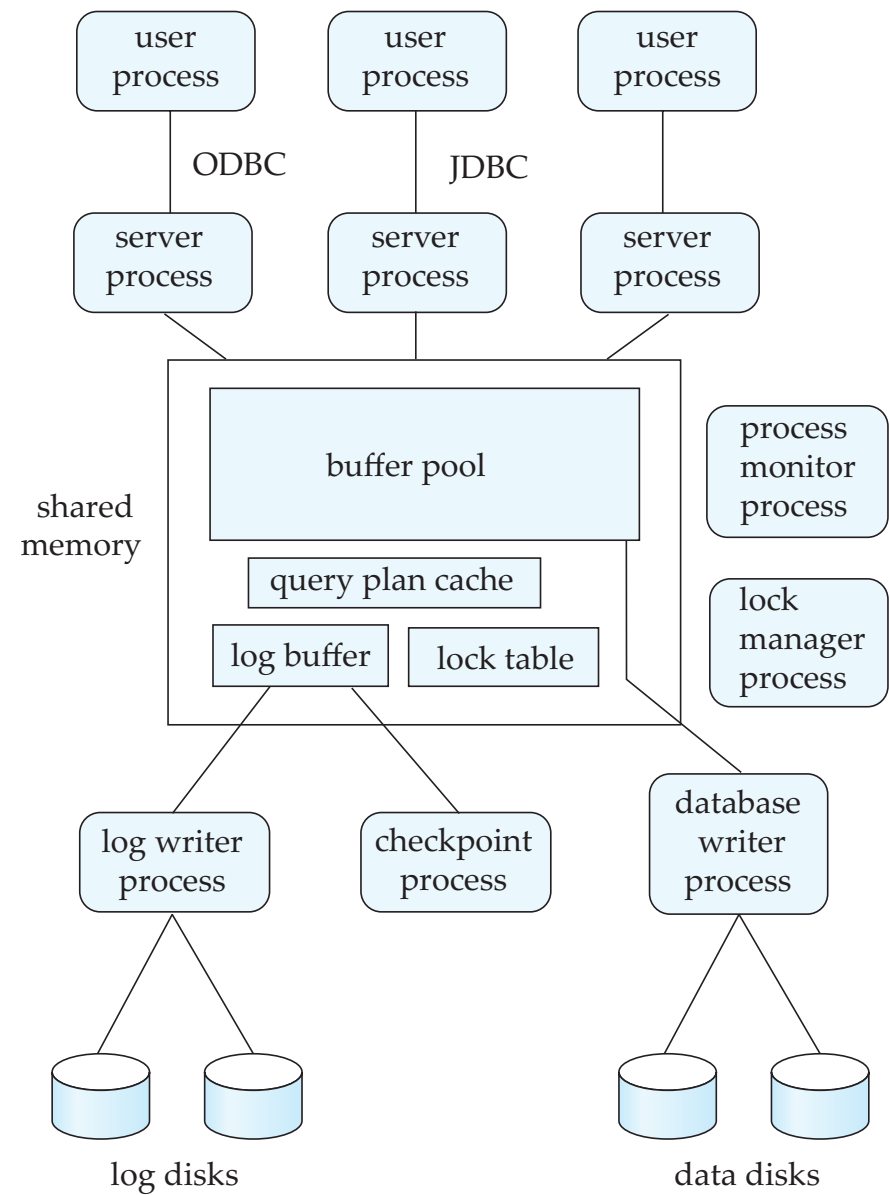 user
process
user
process
user
process
ODBC
JDBC
server
process
server
process
server
process
shared
memory
buffer pool
query plan cache
log buffer
lock table
process
monitor
process
lock
manager
process
log writer
process
checkpoint
process
database
writer
process
log disks
data disks